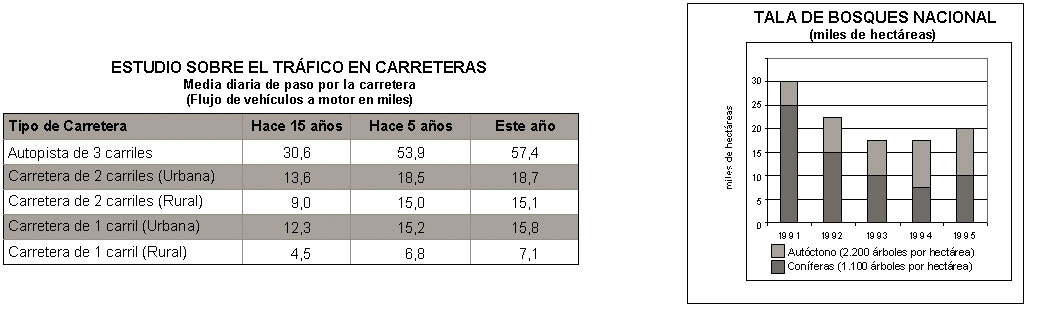 ESTUDIO SOBRE EL TRÁFICO EN CARRETERAS
Media diaria de paso por la carretera
(Flujo de vehículos a motor en miles)
Tipo de Carretera Hace 15 años Hace 5 años Este año
Autopista de 3 carriles 30,6 53,9 57,4
Carretera de 2 carriles (Urbana) 13,6 18,5 18,7
Carretera de 2 carriles (Rural) 9,0 15,0 15,1
Carretera de 1 carril (Urbana) 12,3 15,2 15,8
Carretera de 1 carril (Rural) 4,5 6,8 7,1
TALA DE BOSQUES NACIONAL
(miles de hectáreas)
miles de hectáreas
30
25
20
15
10
5
0
1991 1992 1993 1994 1995
Autóctono (2.200 árboles por hectárea)
Coníferas (1.100 árboles por hectárea)